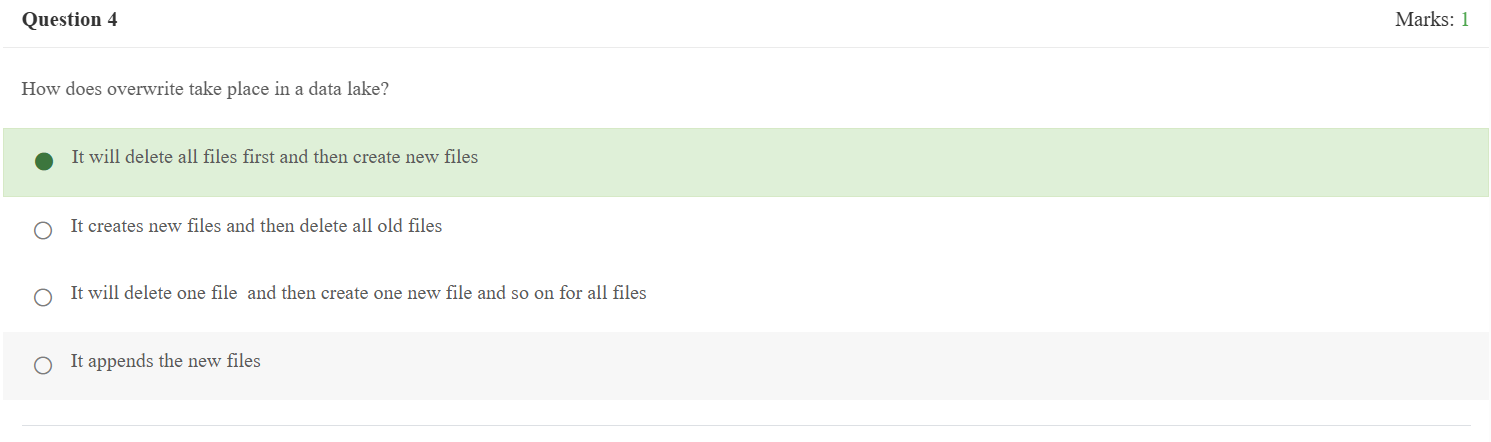 Question 4
Marks: 1
How does overwrite take place in a data lake?
It will delete all files first and then create new files
It creates new files and then delete all old files
It will delete one file  and then create one new file and so on for all files
It appends the new files